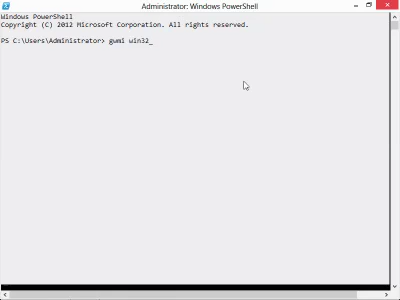 Administrator: Windows PowerShell
Windows PowerShell
Copyright (C) 2012 Microsoft Corporation. All rights reserved.
PS C:\Users\Administrator> gwmi win32_